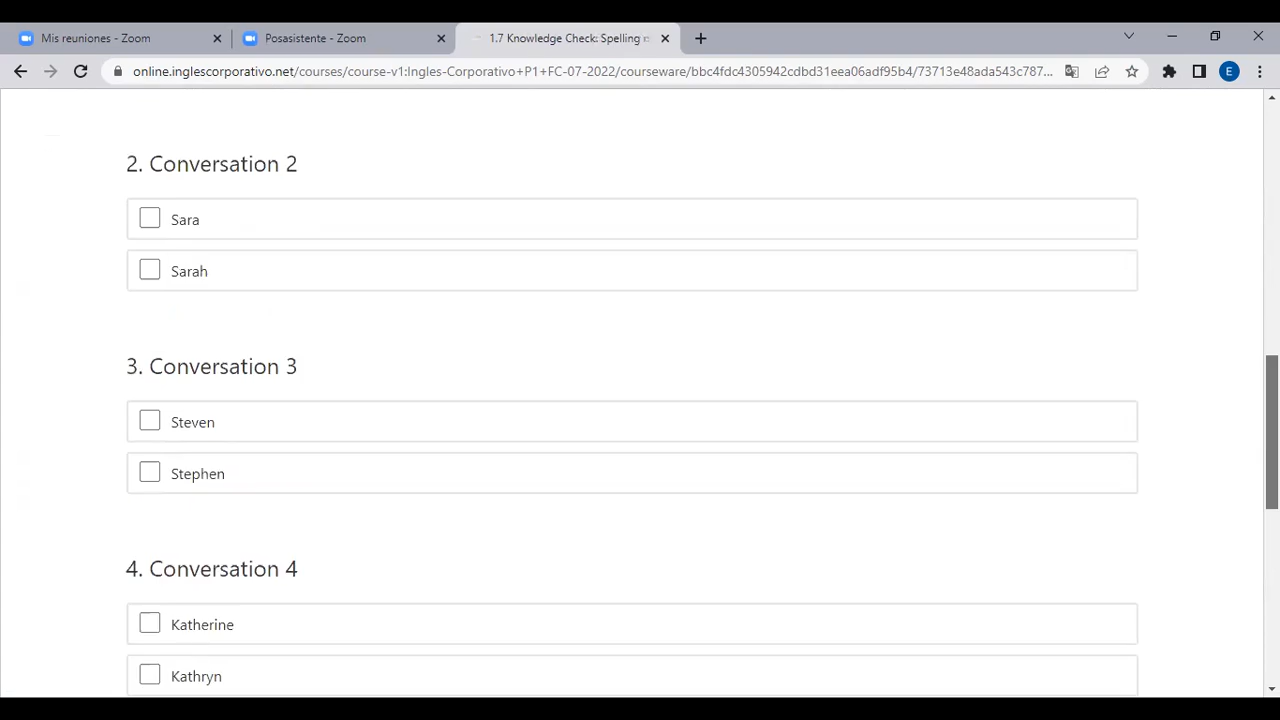 Mis reuniones - Zoom
Posasistente - Zoom
1.7 Knowledge Check: Spelling
online.inglescorporativo.net/courses/course-v1:Ingles-Corporativo+P1+FC-07-2022/courseware/bbc4fdc4305942cdbd31eea06adf95b4/73713e48ada543c787...
E
2. Conversation 2
Sara
Sarah
3. Conversation 3
Steven
Stephen
4. Conversation 4
Katherine
Kathryn